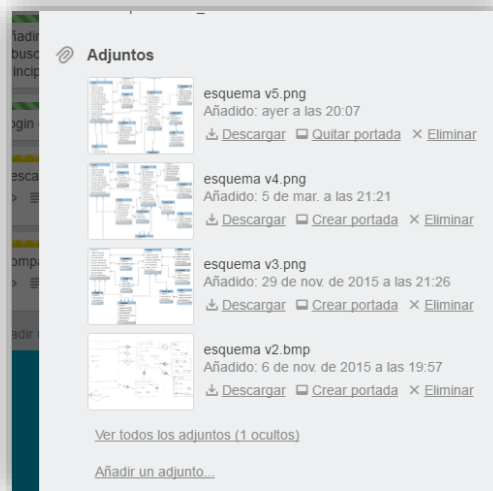 Adjuntos
esquema v5.png
Añadido: ayer a las 20:07
Descargar Quitar portada Eliminar
esquema v4.png
Añadido: 5 de mar. a las 21:21
Descargar Crear portada Eliminar
esquema v3.png
Añadido: 29 de nov. de 2015 a las 21:26
Descargar Crear portada Eliminar
esquema v2.bmp
Añadido: 6 de nov. de 2015 a las 19:57
Descargar Crear portada Eliminar
Ver todos los adjuntos (1 ocultos)
Añadir un adjunto...